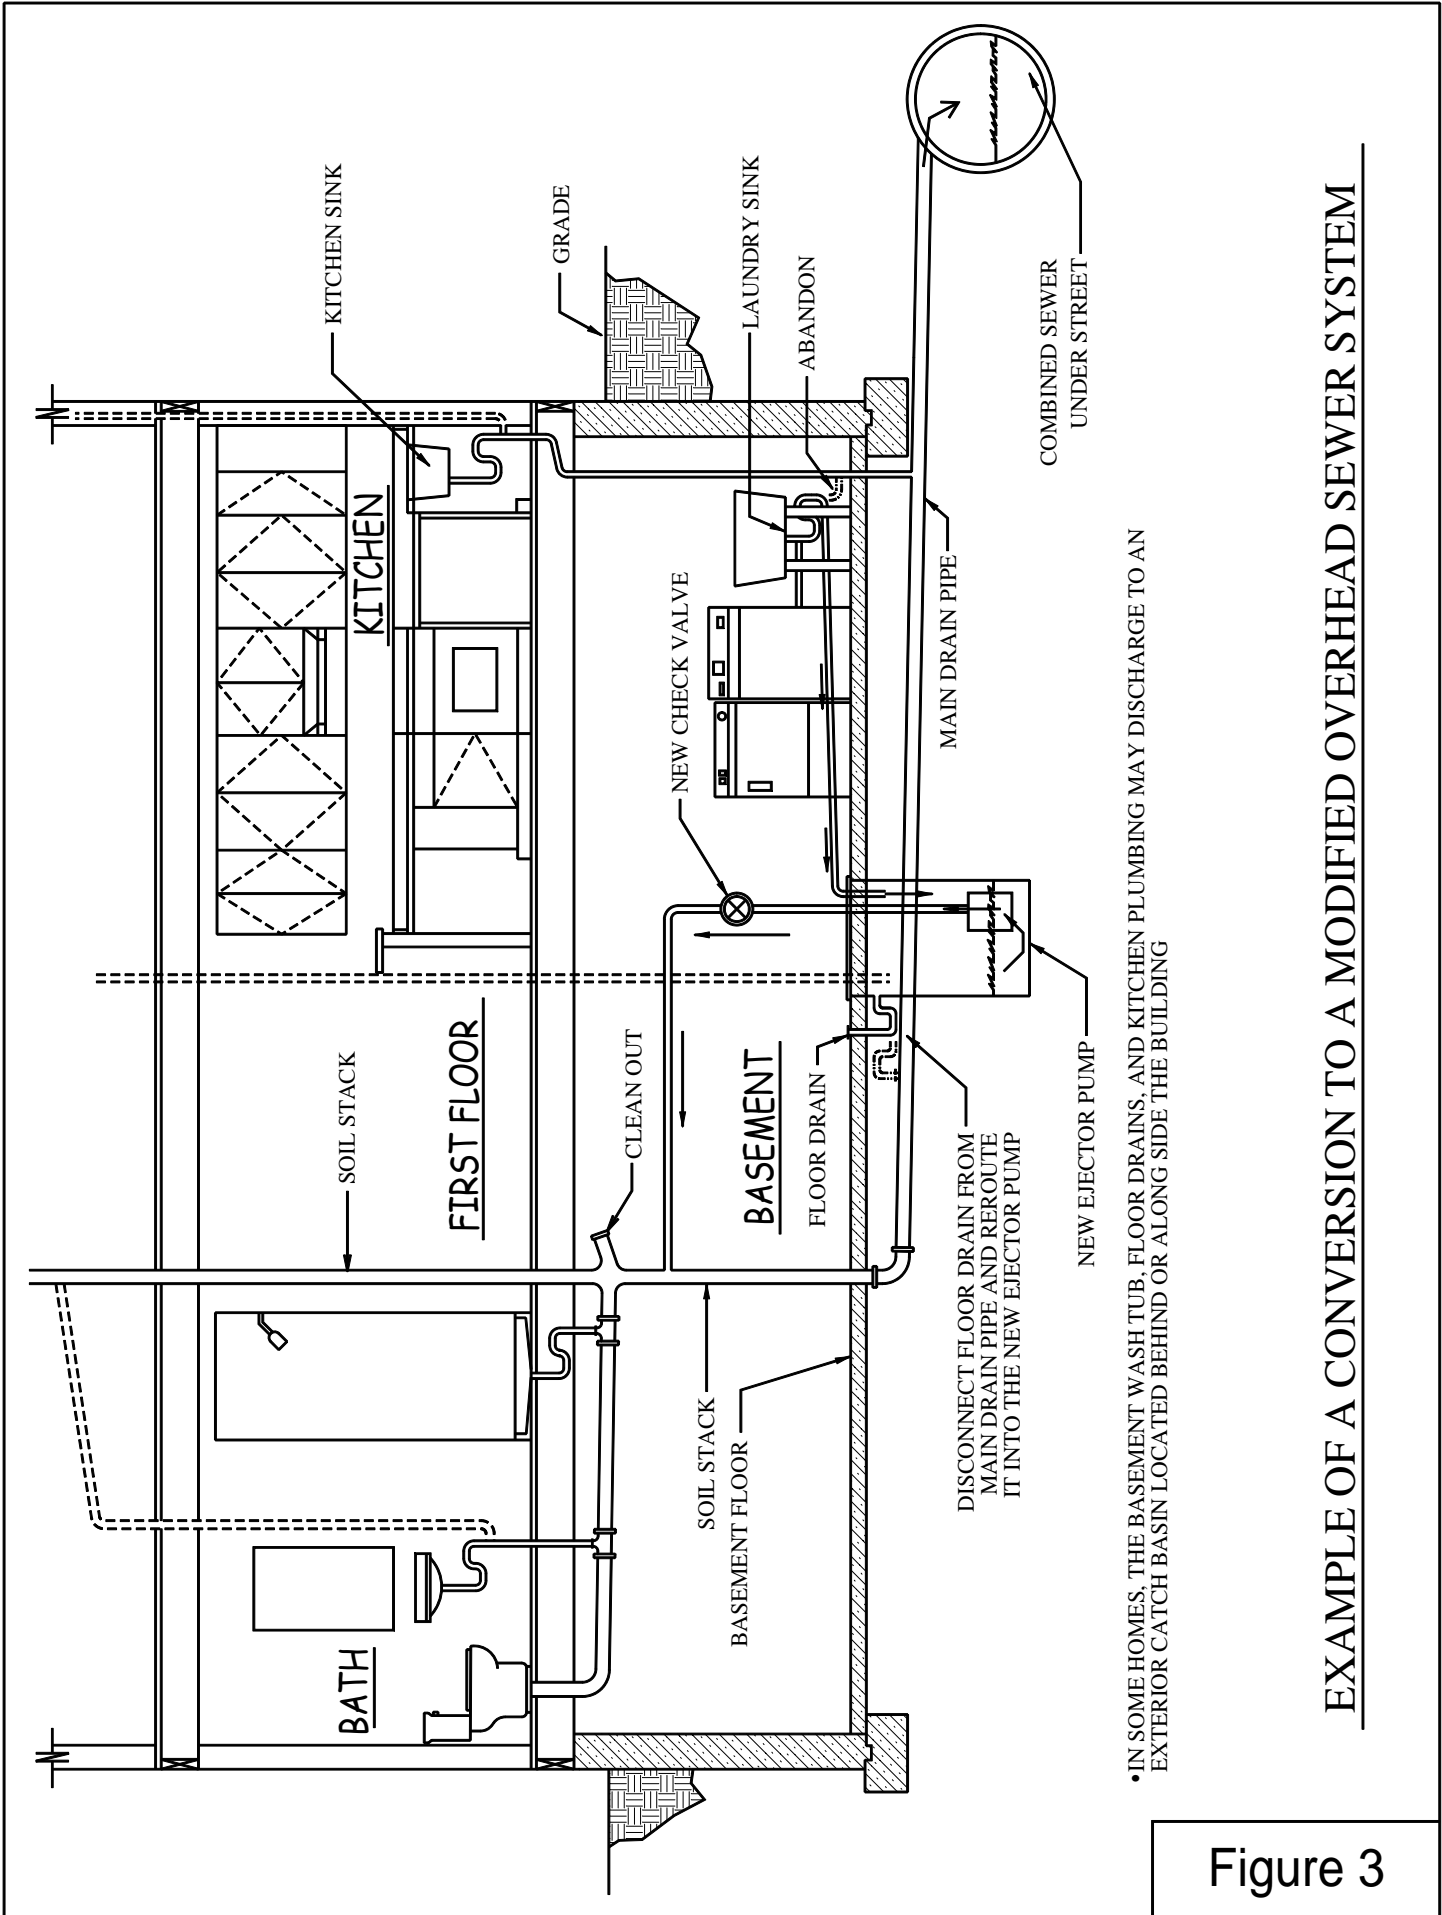 KITCHEN SINK
GRADE
LAUNDRY SINK
ABANDON
COMBINED SEWER
UNDER STREET
KITCHEN
NEW CHECK VALVE
MAIN DRAIN PIPE
SOIL STACK
FIRST FLOOR
CLEAN OUT
BASEMENT
FLOOR DRAIN
NEW EJECTOR PUMP
DISCONNECT FLOOR DRAIN FROM
MAIN DRAIN PIPE AND REROUTE
IT INTO THE NEW EJECTOR PUMP
BATH
SOIL STACK
BASEMENT FLOOR
•IN SOME HOMES, THE BASEMENT WASH TUB, FLOOR DRAINS, AND KITCHEN PLUMBING MAY DISCHARGE TO AN
EXTERIOR CATCH BASIN LOCATED BEHIND OR ALONG SIDE THE BUILDING
EXAMPLE OF A CONVERSION TO A MODIFIED OVERHEAD SEWER SYSTEM
Figure 3